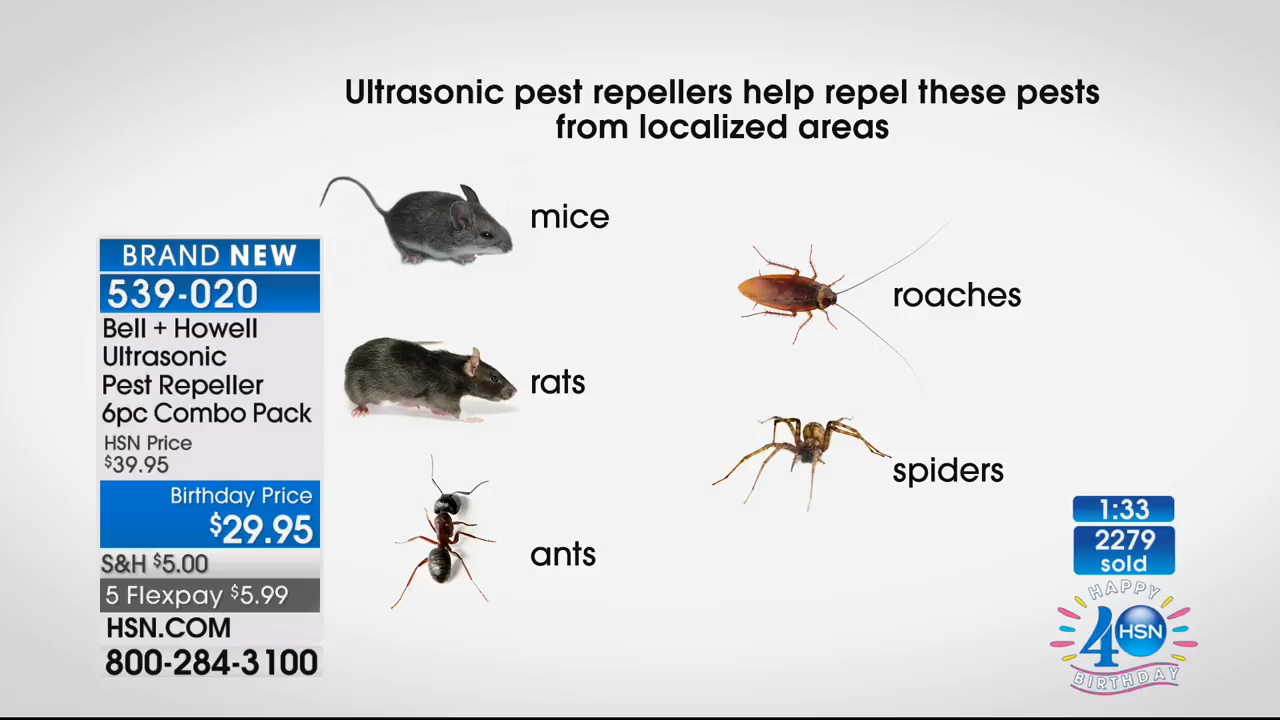 Ultrasonic pest repellers help repel these pests
from localized areas
mice
roaches
rats
spiders
ants
BRAND NEW
539-020
Bell + Howell
Ultrasonic
Pest Repeller
6pc Combo Pack
HSN Price
$39.95
Birthday Price
$29.95
S&H $5.00
5 Flexpay $5.99
HSN.COM
800-284-3100
1:33
2279
sold
HAPPY
40
HSN
BIRTHDAY